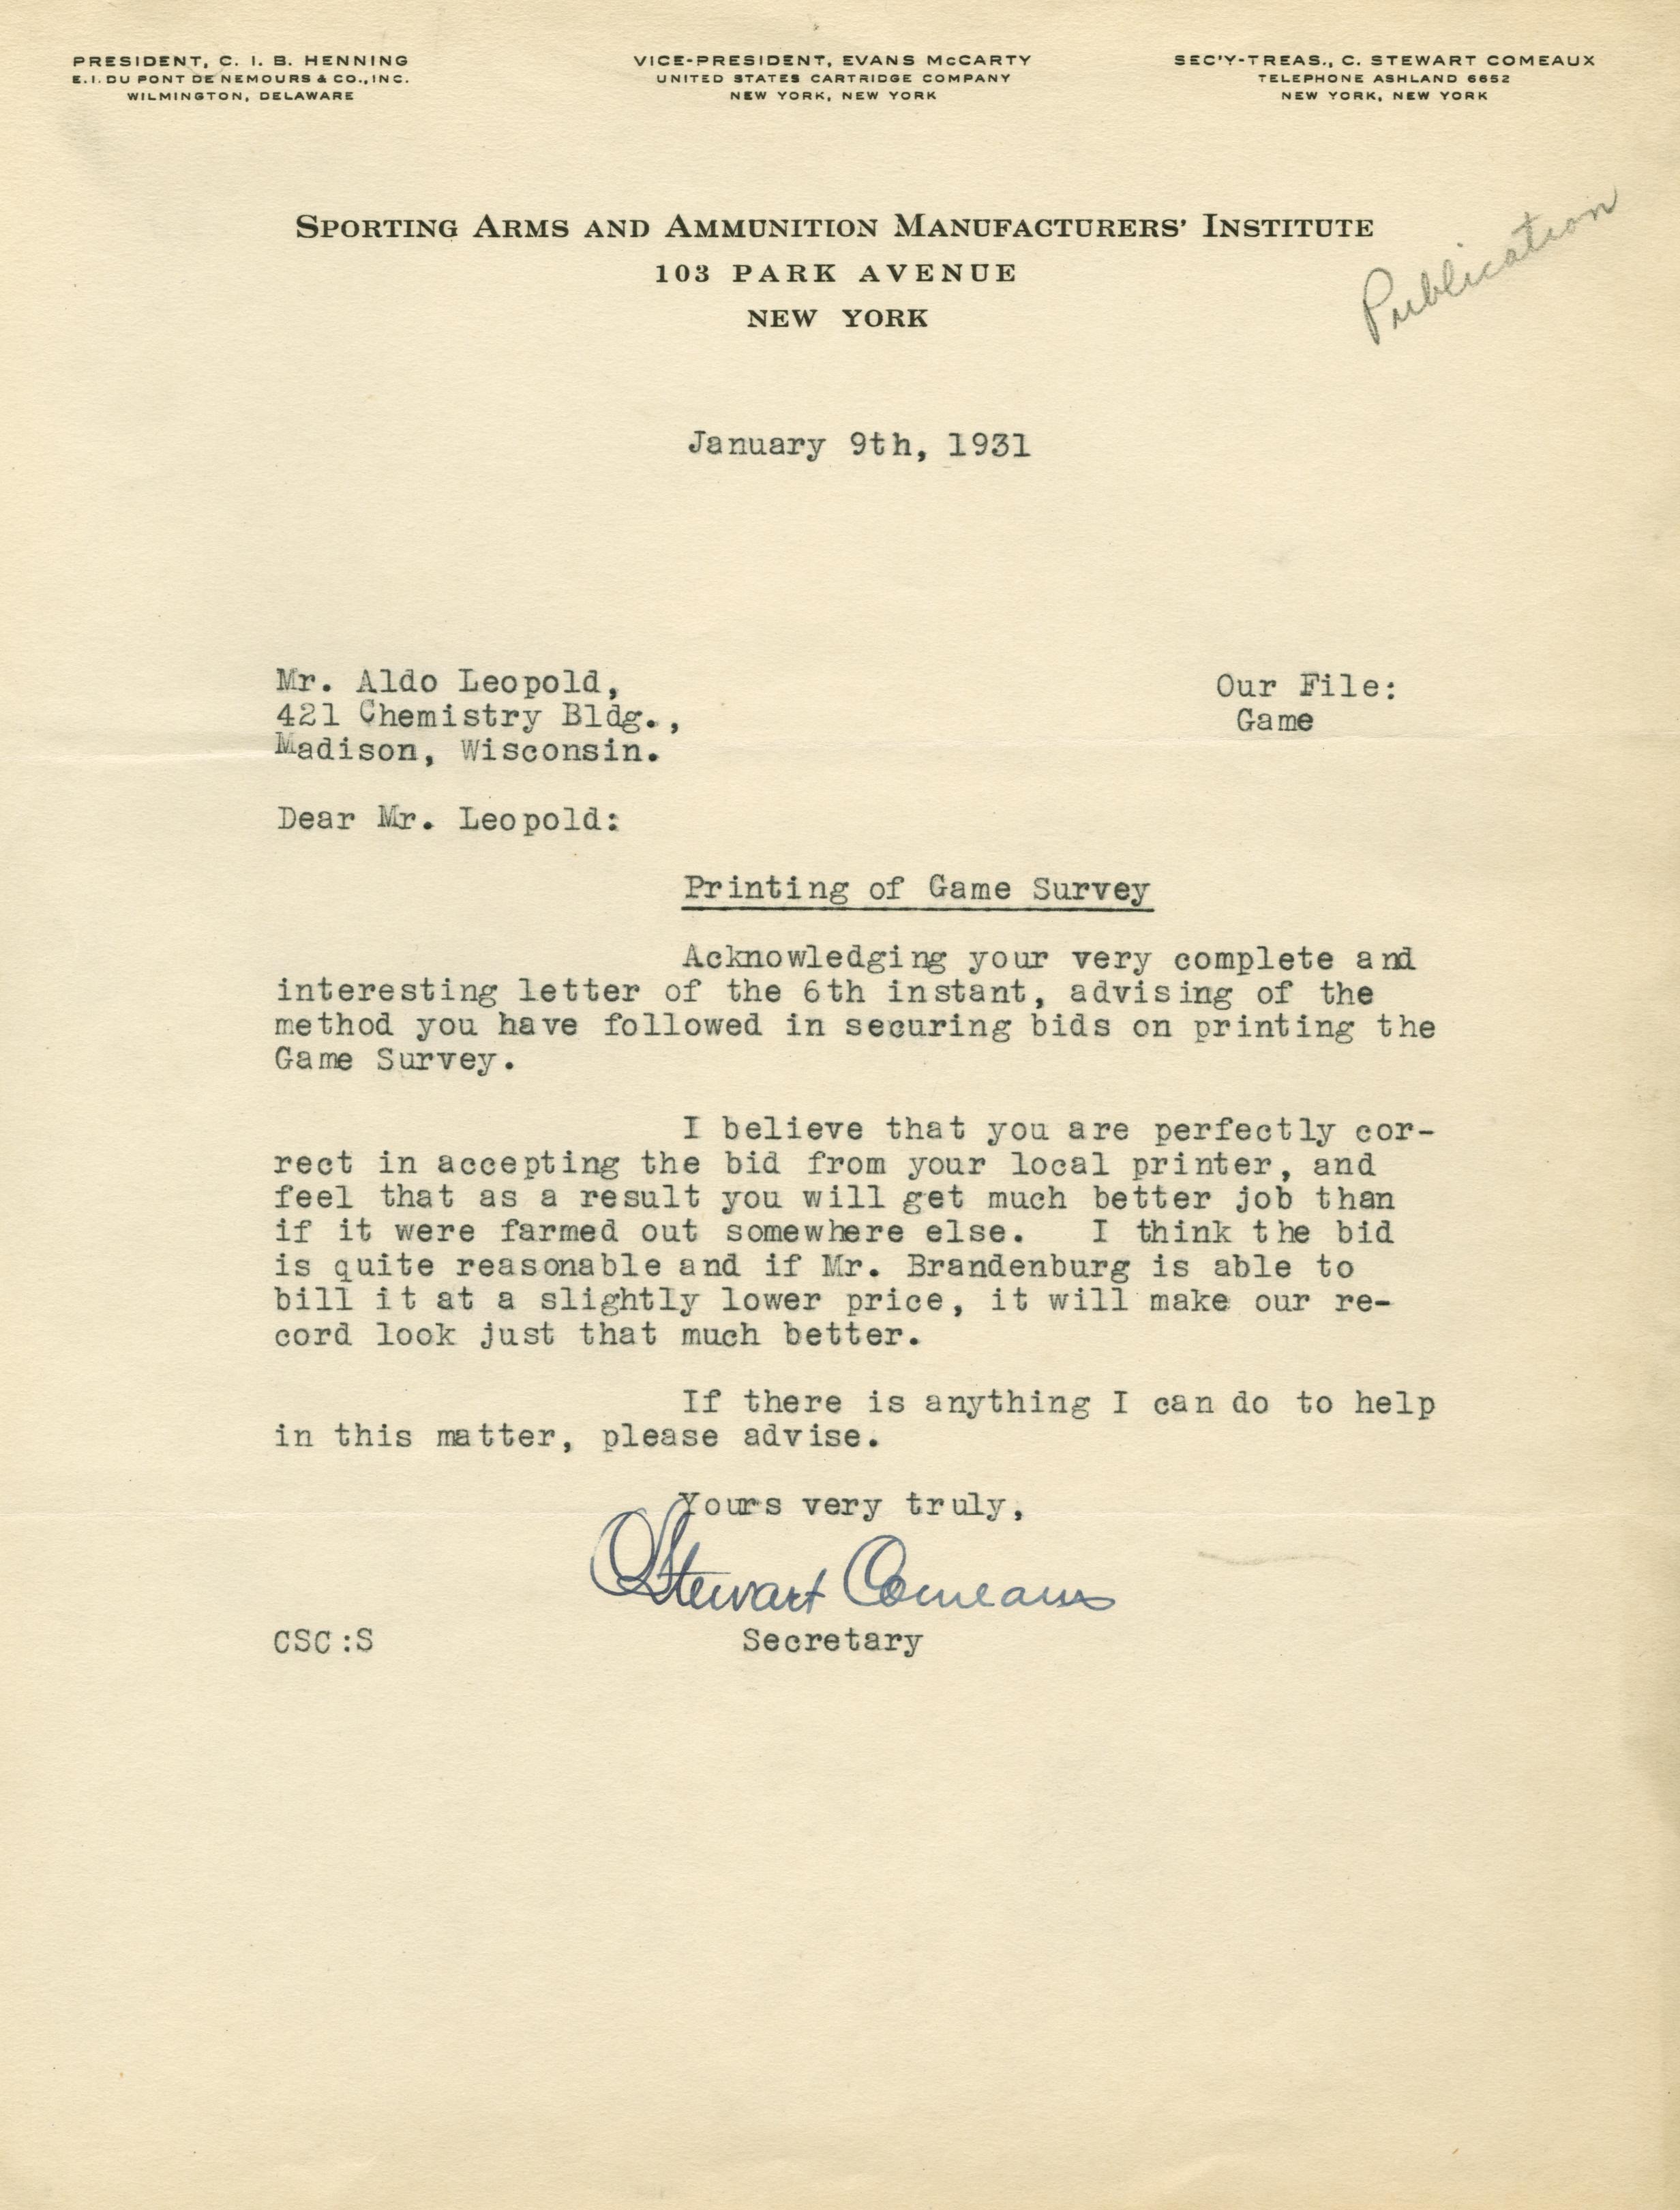 PRESIDENT, C. I. B. HENNING
E. I. DU PONT DE NEMOURS & CO., INC.
WILMINGTON, DELAWARE
VICE-PRESIDENT, EVANS McCARTY
UNITED STATES CARTRIDGE COMPANY
NEW YORK, NEW YORK
SEC'Y-TREAS., C. STEWART COMEAUX
TELEPHONE ASHLAND 6652
NEW YORK, NEW YORK
SPORTING ARMS AND AMMUNITION MANUFACTURERS' INSTITUTE
103 PARK AVENUE
NEW YORK
Publication
January 9th, 1931
Mr. Aldo Leopold,
421 Chemistry Bldg.,
Madison, Wisconsin.
Our File:
Game
Dear Mr. Leopold:
Printing of Game Survey
Acknowledging your very complete and
interesting letter of the 6th instant, advising of the
method you have followed in securing bids on printing the
Game Survey.
I believe that you are perfectly cor-
rect in accepting the bid from your local printer, and
feel that as a result you will get much better job than
if it were farmed out somewhere else. I think the bid
is quite reasonable and if Mr. Brandenburg is able to
bill it at a slightly lower price, it will make our re-
cord look just that much better.
If there is anything I can do to help
in this matter, please advise.
Yours very truly,
C Stewart Comeaux
CSC:S
Secretary